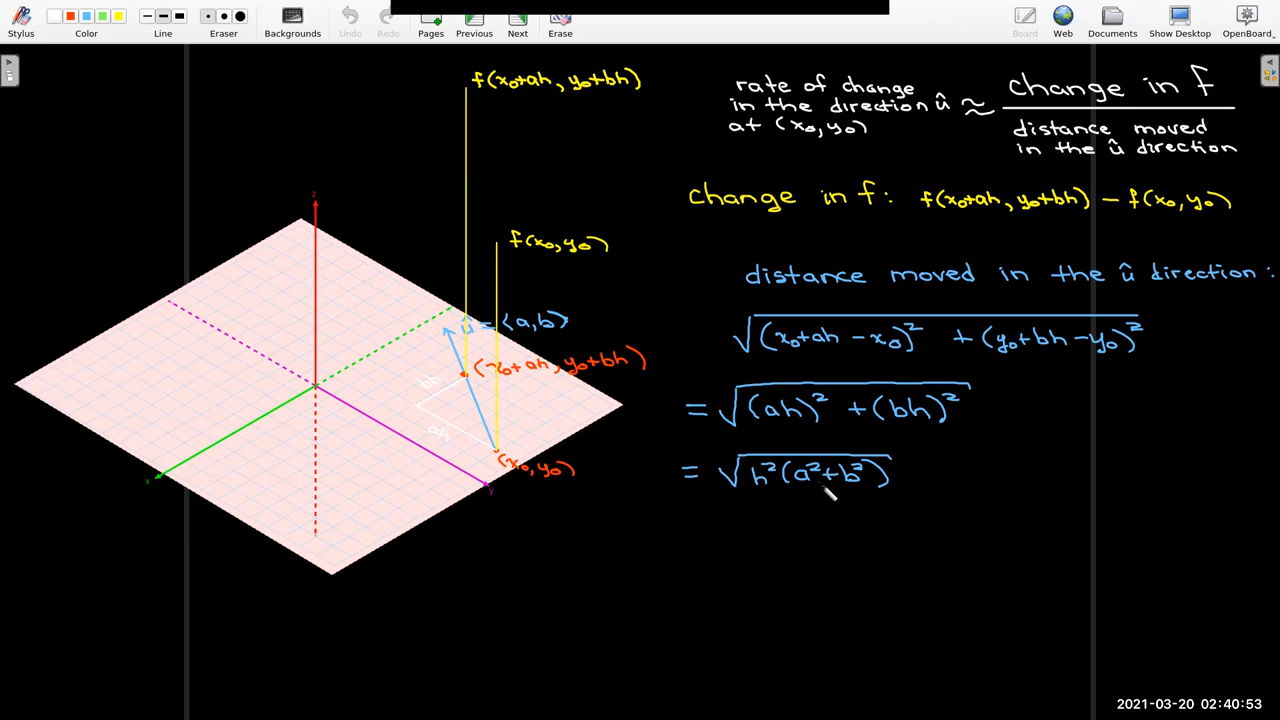 Stylus Color Line Eraser Backgrounds Undo Redo Pages Previous Next Erase Board Web Documents Show Desktop OpenBoard
f(x₀+ah, y₀+bh)
rate of change
in the direction û
at (x₀,y₀)
≈
change in f
distance moved
in the û direction
change in f: f(x₀+ah, y₀+bh) − f(x₀,y₀)
z
f(x₀,y₀)
distance moved in the û direction:
û = ⟨a,b⟩
√((x₀+ah −x₀)² + (y₀+bh −y₀)²)
(x₀+ah, y₀+bh)
bh
= √((ah)² + (bh)²)
ah
(x₀,y₀)
= √(h²(a²+b²))
x
y
2021-03-20 02:40:53